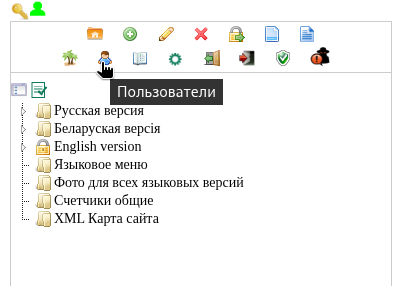 Пользователи
Русская версия
Беларуская версія
English version
Языковое меню
Фото для всех языковых версий
Счетчики общие
XML Карта сайта